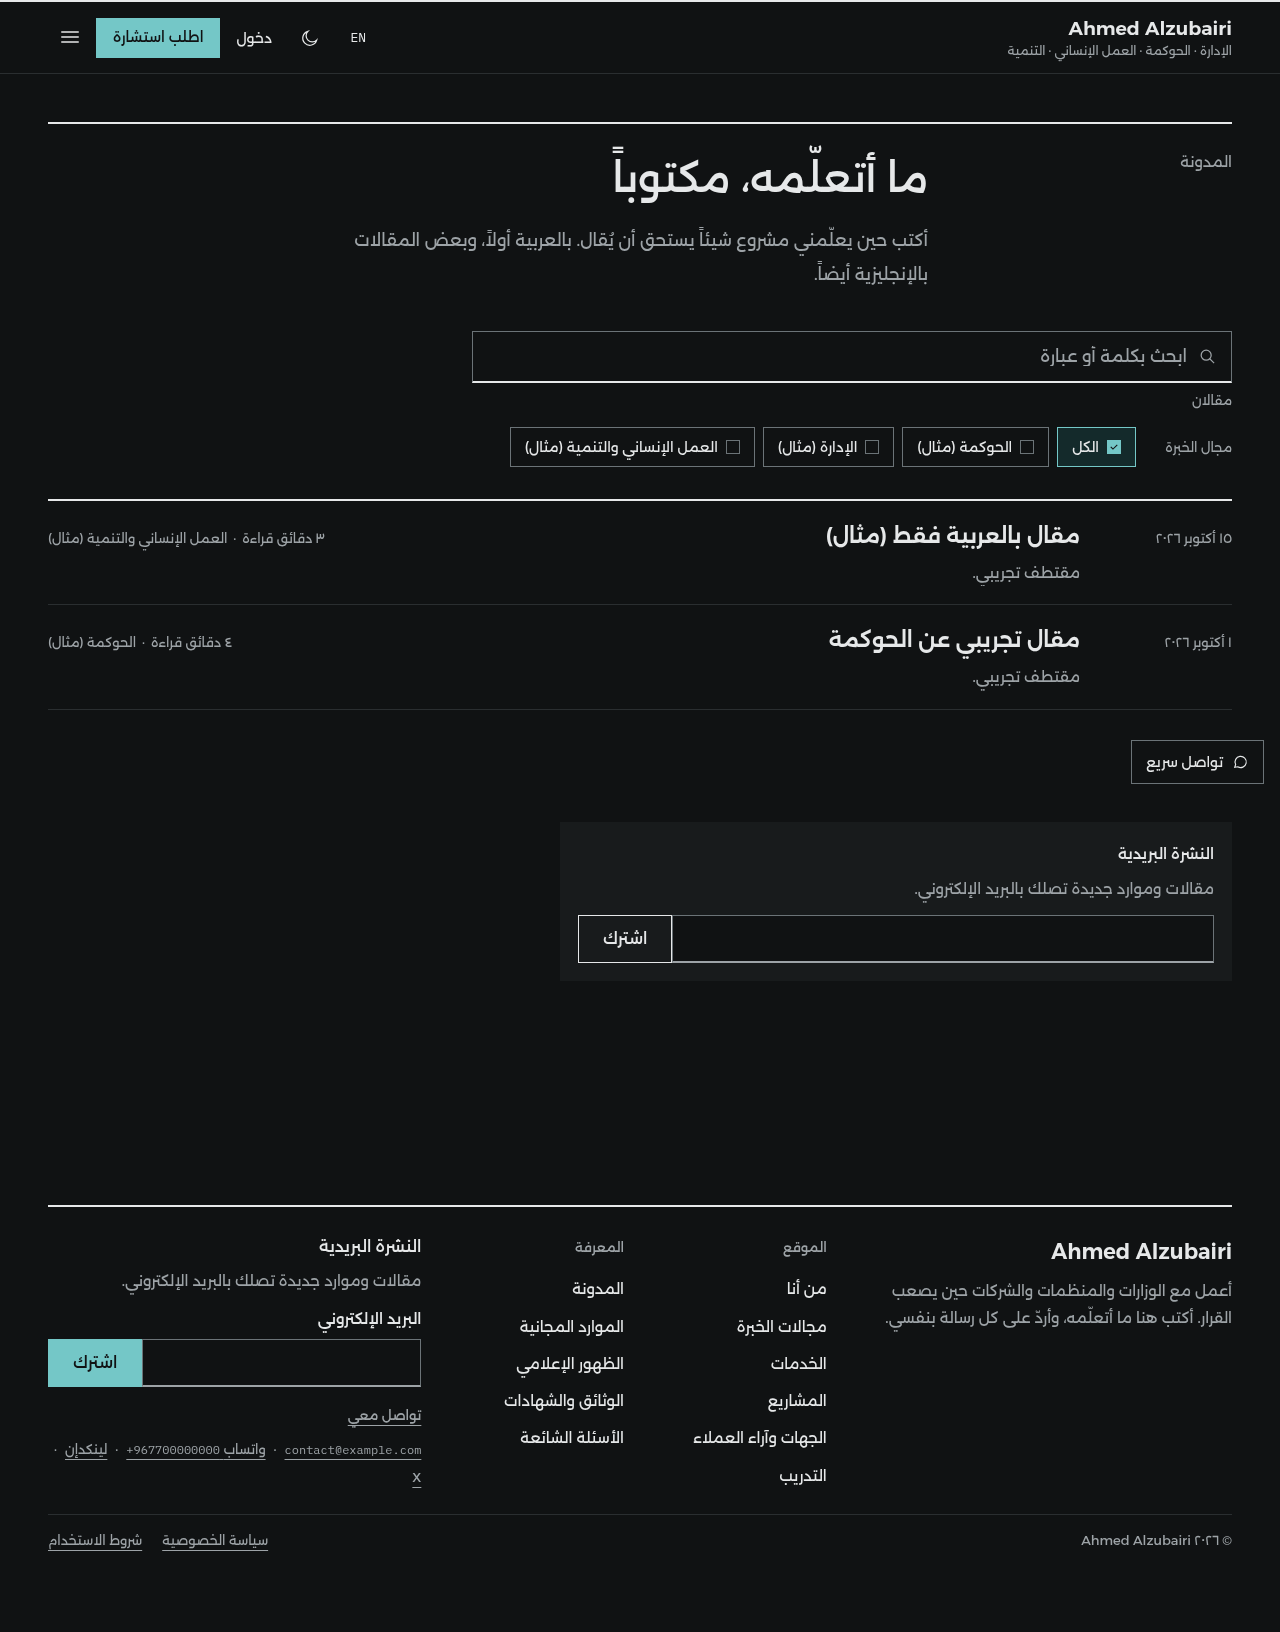 Ahmed Alzubairi
الإدارة · الحوكمة · العمل الإنساني · التنمية
EN
دخول
اطلب استشارة
المدونة
ما أتعلّمه، مكتوباً
أكتب حين يعلّمني مشروع شيئاً يستحق أن يُقال. بالعربية أولاً، وبعض المقالات
بالإنجليزية أيضاً.
ابحث بكلمة أو عبارة
مقالان
مجال الخبرة
الكل
الحوكمة (مثال)
الإدارة (مثال)
العمل الإنساني والتنمية (مثال)
١٥ أكتوبر ٢٠٢٦
مقال بالعربية فقط (مثال)
٣ دقائق قراءة · العمل الإنساني والتنمية (مثال)
مقتطف تجريبي.
١ أكتوبر ٢٠٢٦
مقال تجريبي عن الحوكمة
٤ دقائق قراءة · الحوكمة (مثال)
مقتطف تجريبي.
تواصل سريع
النشرة البريدية
مقالات وموارد جديدة تصلك بالبريد الإلكتروني.
اشترك
Ahmed Alzubairi
أعمل مع الوزارات والمنظمات والشركات حين يصعب
القرار. أكتب هنا ما أتعلّمه، وأردّ على كل رسالة بنفسي.
الموقع
من أنا
مجالات الخبرة
الخدمات
المشاريع
الجهات وآراء العملاء
التدريب
المعرفة
المدونة
الموارد المجانية
الظهور الإعلامي
الوثائق والشهادات
الأسئلة الشائعة
النشرة البريدية
مقالات وموارد جديدة تصلك بالبريد الإلكتروني.
البريد الإلكتروني
اشترك
تواصل معي
contact@example.com · واتساب +967700000000 · لينكدإن ·
X
© ٢٠٢٦ Ahmed Alzubairi
سياسة الخصوصية
شروط الاستخدام